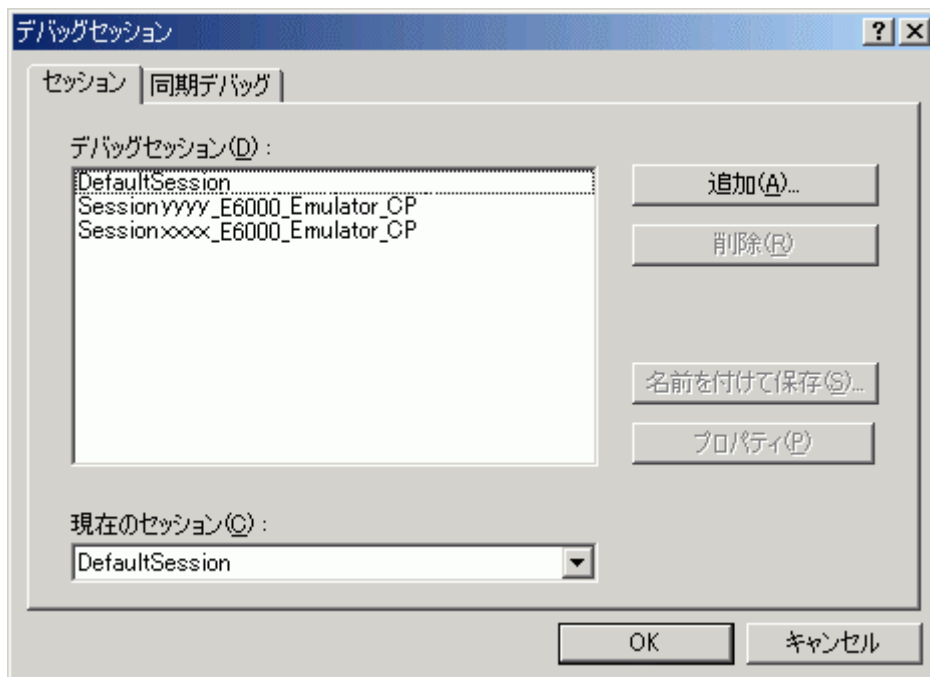 デバッグセッション
セッション
同期デバッグ
デバッグセッション(D) :
DefaultSession
Sessionyyyy_E6000_Emulator_CP
Sessionxxxx_E6000_Emulator_CP
追加(A)...
削除(R)
名前を付けて保存(S)...
プロパティ(P)
現在のセッション(C) :
DefaultSession
OK
キャンセル